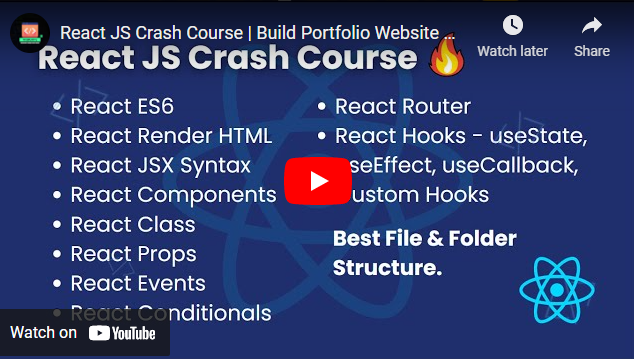 React JS Crash Course | Build Portfolio Website ...
Watch later
Share
React JS Crash Course
React ES6
React Render HTML
React JSX Syntax
React Components
React Class
React Props
React Events
React Conditionals
React Router
React Hooks - useState,
useEffect, useCallback,
Custom Hooks
Best File & Folder
Structure.
Watch on
YouTube